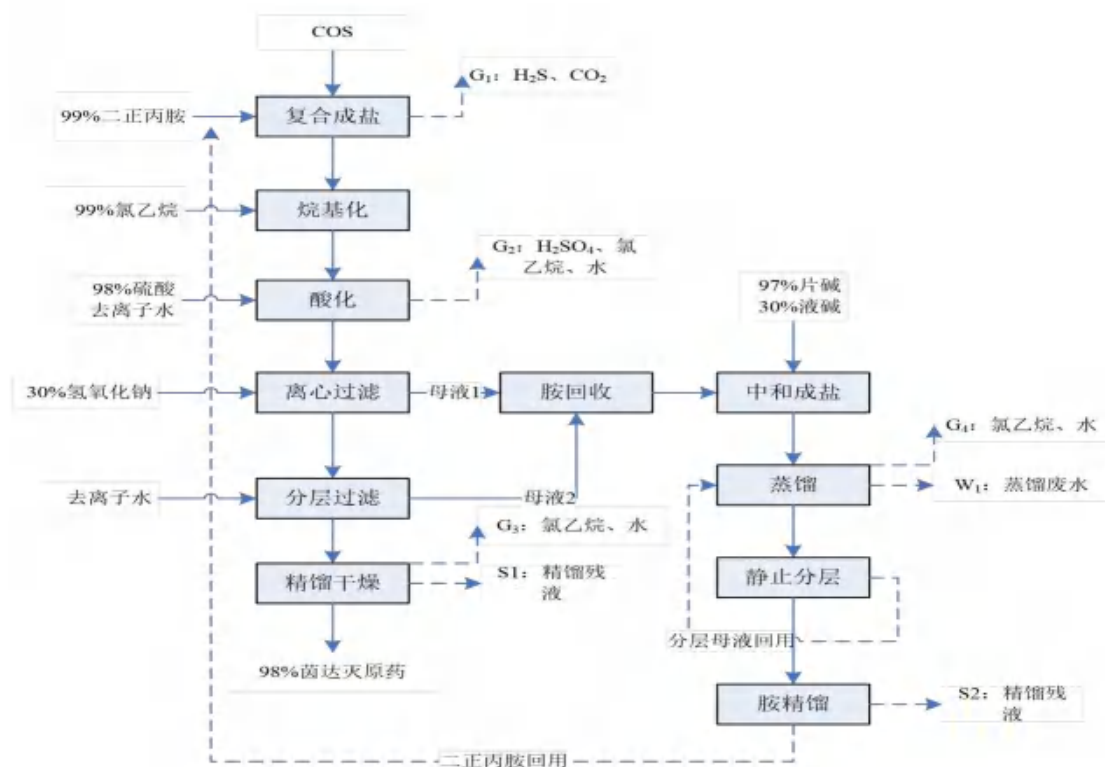 COS
G₁：H₂S、CO₂
99%二正丙胺
复合成盐
99%氯乙烷
烷基化
G₂：H₂SO₄、氯
乙烷、水
98%硫酸
去离子水
酸化
97%片碱
30%液碱
30%氢氧化钠
离心过滤
母液1
胺回收
中和成盐
G₄：氯乙烷、水
去离子水
分层过滤
母液2
蒸馏
W₁：蒸馏废水
G₃：氯乙烷、水
精馏干燥
S1：精馏残
液
静止分层
分层母液回用
98%茵达灭原药
胺精馏
S2：精馏残
液
二正丙胺回用